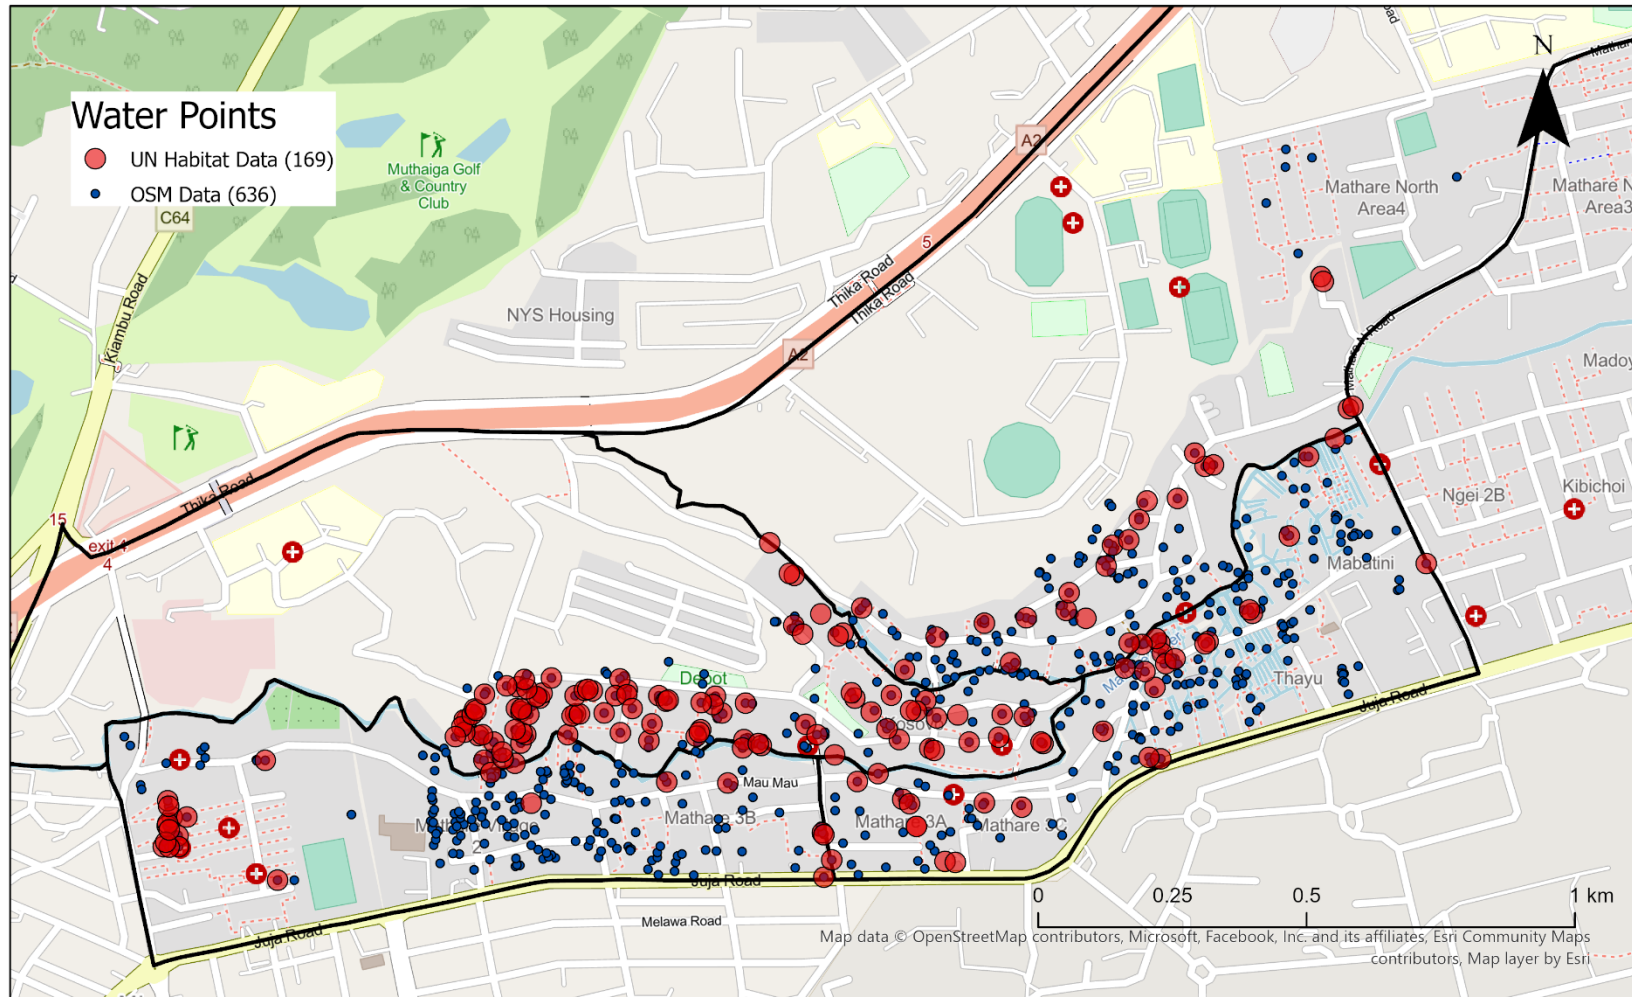 Water Points
UN Habitat Data (169)
OSM Data (636)
C64
Muthaiga Golf
& Country
Club
Kiambu Road
NYS Housing
A2
5
Thika Road
Thika Road
A2
N
Mathare North
Area4
Mathare N
Area3
Mathare N Road
Madoy
Ngei 2B
Kibichoi
Mabatini
Thayu
Juja Road
Thika Road
15
exit 4
4
Depot
Mau Mau
Mathare 3B
Mathare 3A
Mathare 3C
2
Juja Road
Melawa Road
Juja Road
0
0.25
0.5
1 km
Map data © OpenStreetMap contributors, Microsoft, Facebook, Inc. and its affiliates, Esri Community Maps
contributors, Map layer by Esri